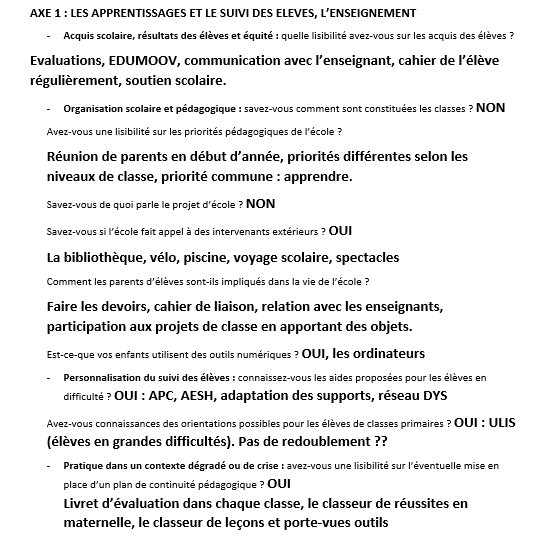 AXE 1 : LES APPRENTISSAGES ET LE SUIVI DES ELEVES, L’ENSEIGNEMENT
- Acquis scolaire, résultats des élèves et équité : quelle lisibilité avez-vous sur les acquis des élèves ?
Evaluations, EDUMOOV, communication avec l’enseignant, cahier de l’élève
régulièrement, soutien scolaire.
- Organisation scolaire et pédagogique : savez-vous comment sont constituées les classes ? NON
Avez-vous une lisibilité sur les priorités pédagogiques de l’école ?
Réunion de parents en début d’année, priorités différentes selon les
niveaux de classe, priorité commune : apprendre.
Savez-vous de quoi parle le projet d’école ? NON
Savez-vous si l’école fait appel à des intervenants extérieurs ? OUI
La bibliothèque, vélo, piscine, voyage scolaire, spectacles
Comment les parents d’élèves sont-ils impliqués dans la vie de l’école ?
Faire les devoirs, cahier de liaison, relation avec les enseignants,
participation aux projets de classe en apportant des objets.
Est-ce-que vos enfants utilisent des outils numériques ? OUI, les ordinateurs
- Personnalisation du suivi des élèves : connaissez-vous les aides proposées pour les élèves en
difficulté ? OUI : APC, AESH, adaptation des supports, réseau DYS
Avez-vous connaissances des orientations possibles pour les élèves de classes primaires ? OUI : ULIS
(élèves en grandes difficultés). Pas de redoublement ??
- Pratique dans un contexte dégradé ou de crise : avez-vous une lisibilité sur l’éventuelle mise en
place d’un plan de continuité pédagogique ? OUI
Livret d’évaluation dans chaque classe, le classeur de réussites en
maternelle, le classeur de leçons et porte-vues outils